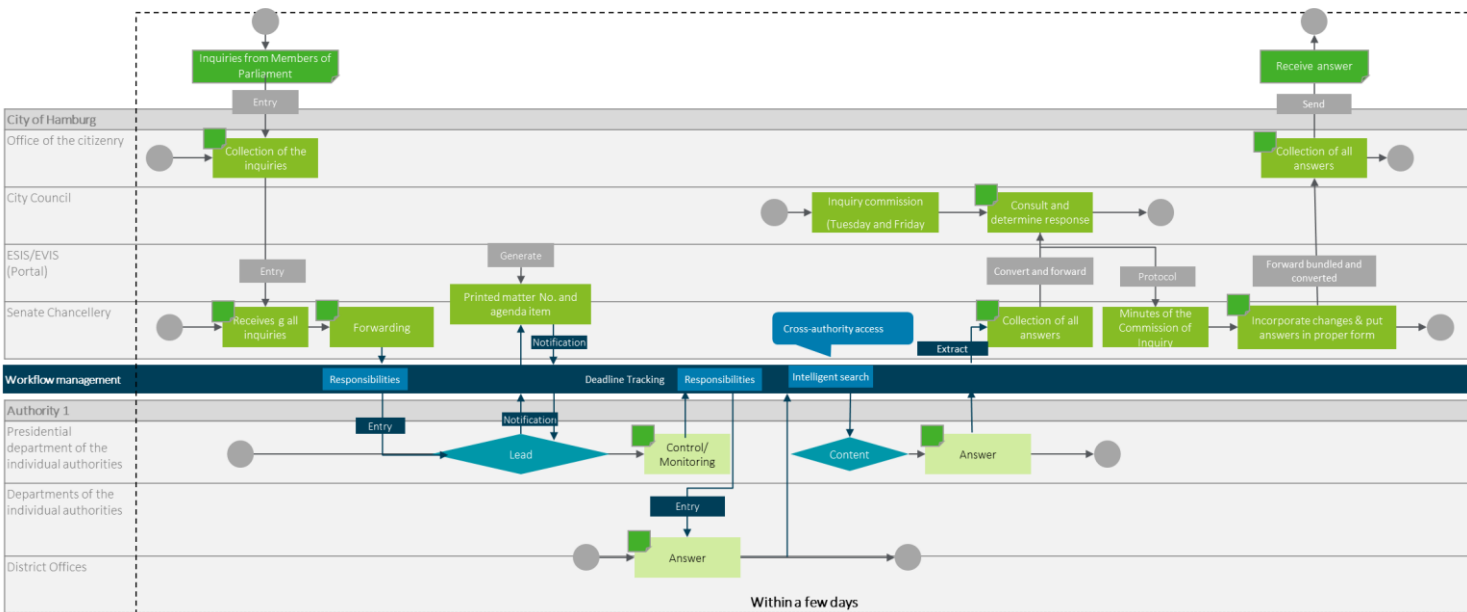 Inquiries from Members of
Parliament
Receive answer
Entry
Send
City of Hamburg
Office of the citizenry
Collection of the
inquiries
Collection of all
answers
City Council
Inquiry commission
(Tuesday and Friday
Consult and
determine response
ESIS/EVIS
(Portal)
Generate
Entry
Convert and forward
Protocol
Forward bundled and
converted
Senate Chancellery
Receives g all
inquiries
Forwarding
Printed matter No. and
agenda item
Notification
Cross-authority access
Collection of all
answers
Extract
Minutes of the
Commission of
Inquiry
Incorporate changes & put
answers in proper form
Workflow management
Responsibilities
Deadline Tracking
Responsibilities
Intelligent search
Authority 1
Presidential
department of the
individual authorities
Entry
Notification
Lead
Control/
Monitoring
Content
Answer
Departments of the
individual authorities
Entry
Answer
District Offices
Within a few days